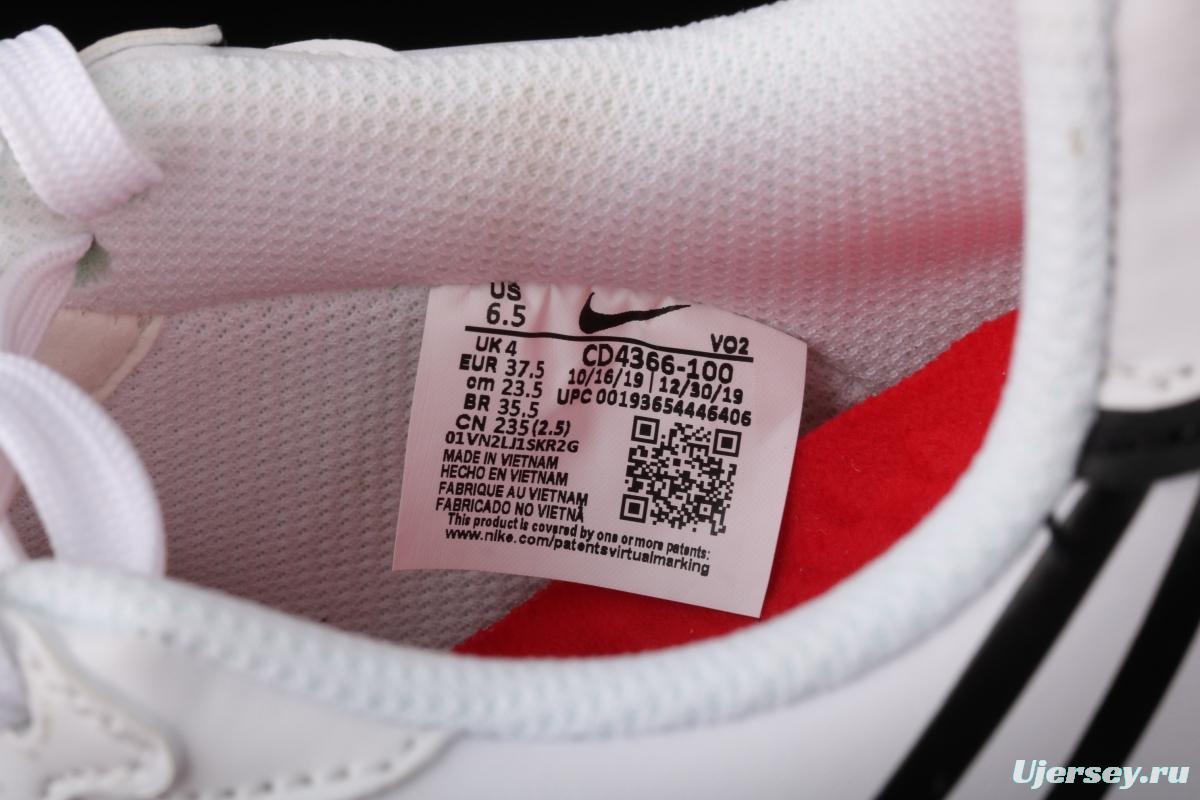 US
6.5
VO2
UK 4
EUR 37.5
cm 23.5
BR 35.5
CN 235 (2.5)
CD4366-100
10/16/19 | 12/30/19
UPC 00193654446406
01VN2LJ1SKR2G
MADE IN VIETNAM
HECHO EN VIETNAM
FABRIQUE AU VIETNAM
FABRICADO NO VIETNÃ
This product is covered by one or more patents:
www.nike.com/patentsvirtualmarking
Ujersey.ru